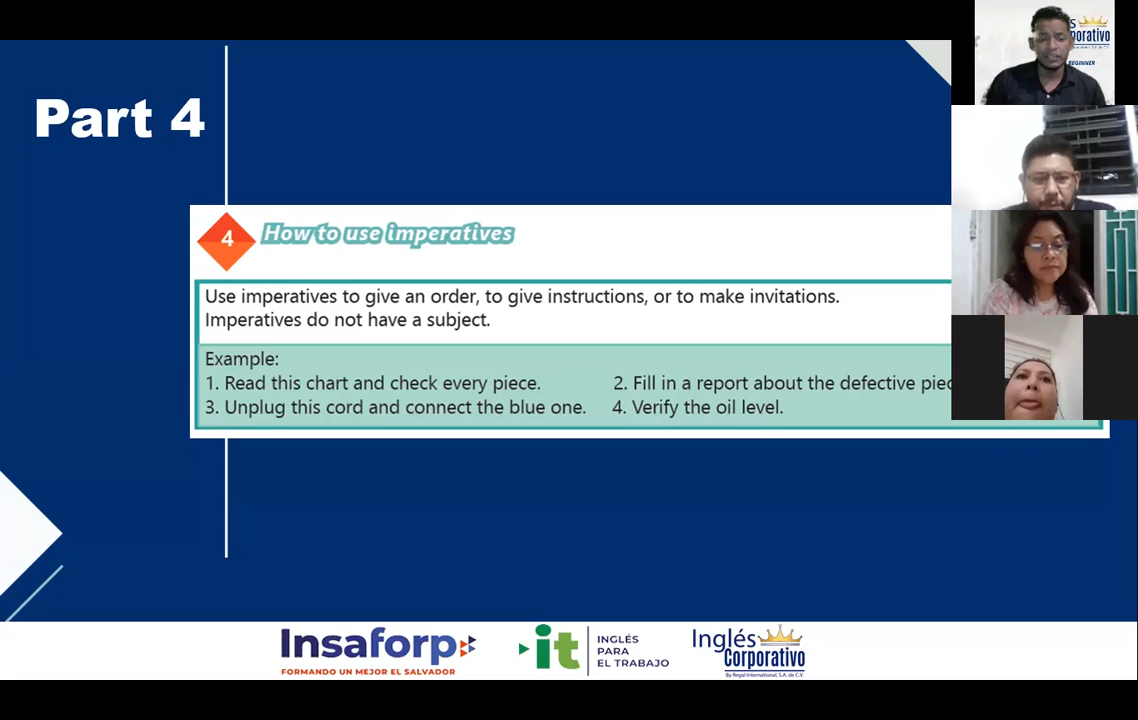 Part 4
4
How to use imperatives
Use imperatives to give an order, to give instructions, or to make invitations.
Imperatives do not have a subject.
Example:
1. Read this chart and check every piece.
2. Fill in a report about the defective piec
3. Unplug this cord and connect the blue one.
4. Verify the oil level.
Insaforp
FORMANDO UN MEJOR EL SALVADOR
it
INGLÉS
PARA
EL TRABAJO
Inglés
Corporativo
By Regal International, S.A. de C.V.
s
porativo
BEGINNER